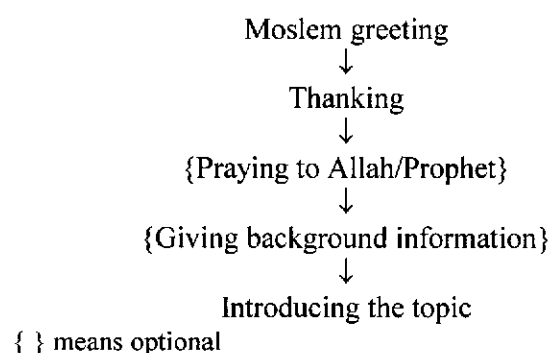 Moslem greeting
↓
Thanking
↓
{Praying to Allah/Prophet}
↓
{Giving background information}
↓
Introducing the topic
{ } means optional